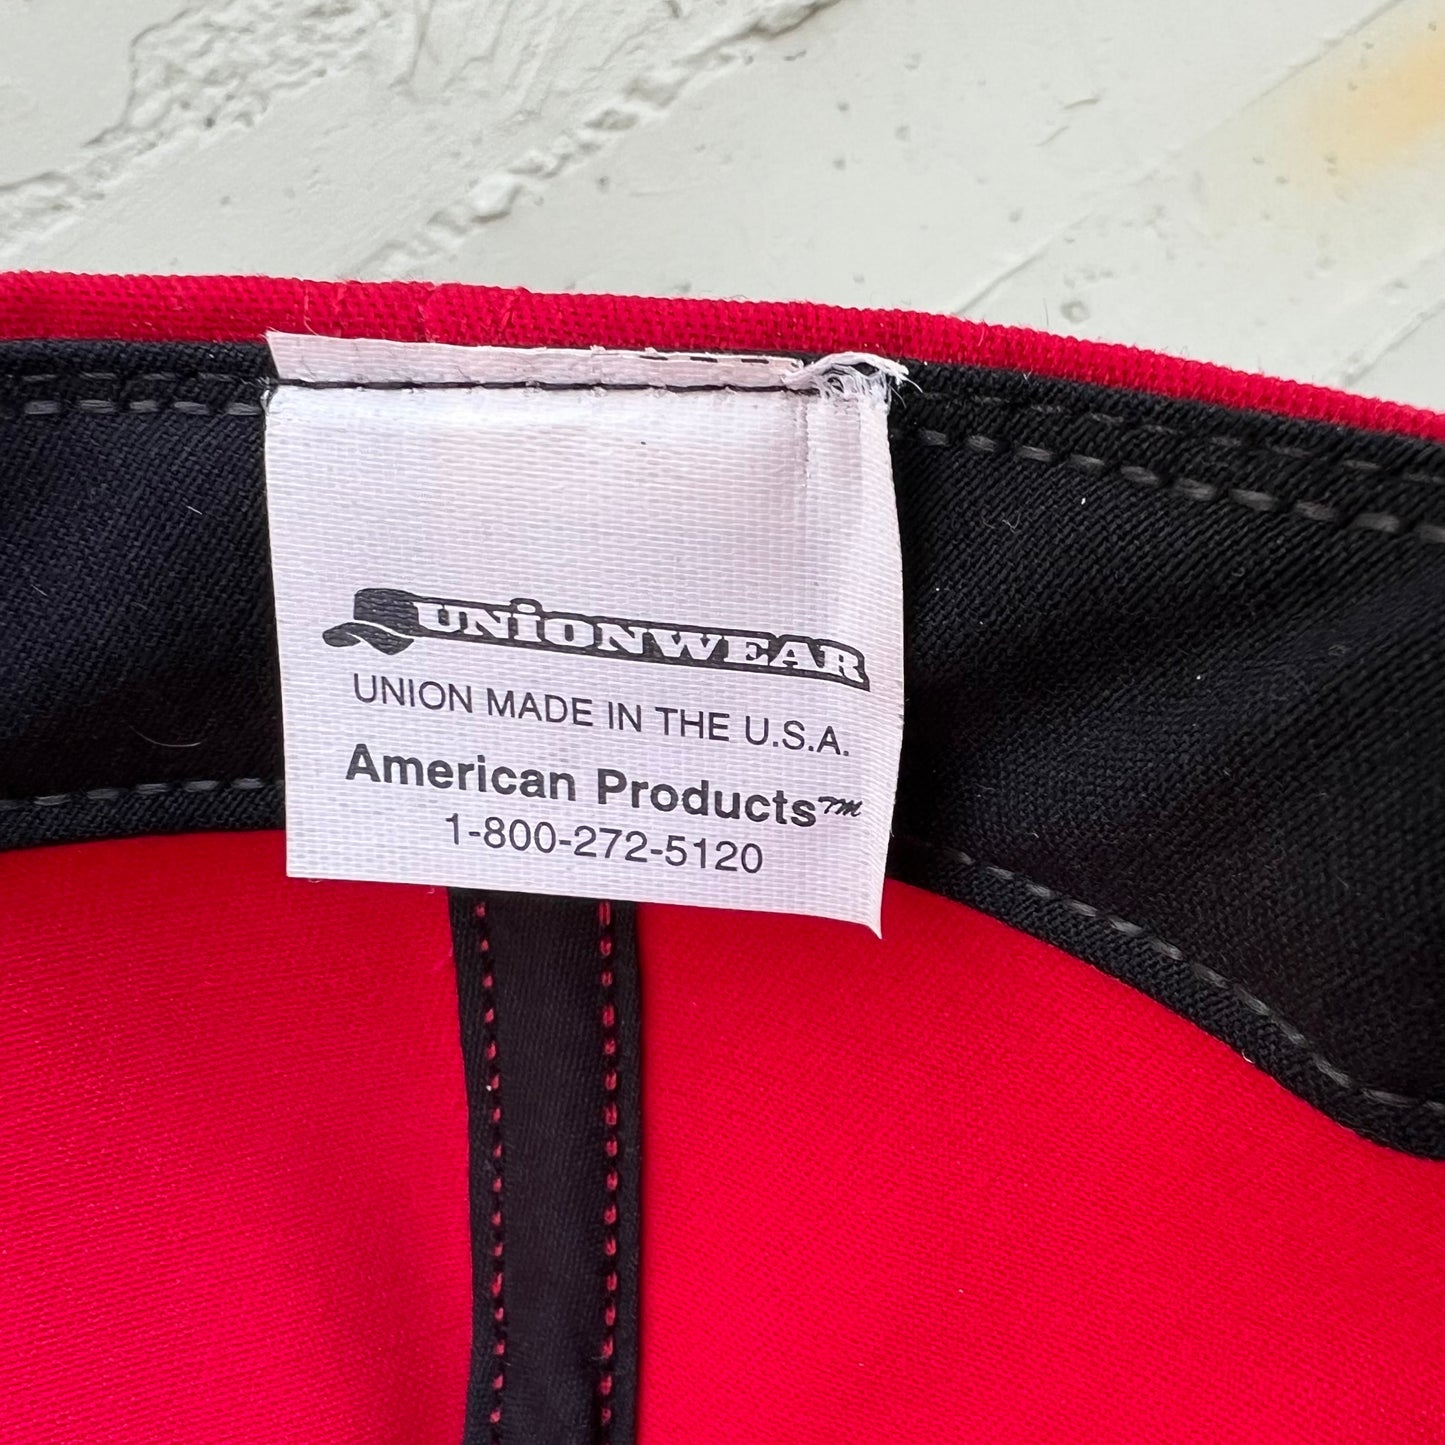 UNiONWEAR
UNION MADE IN THE U.S.A.
American Products™
1-800-272-5120